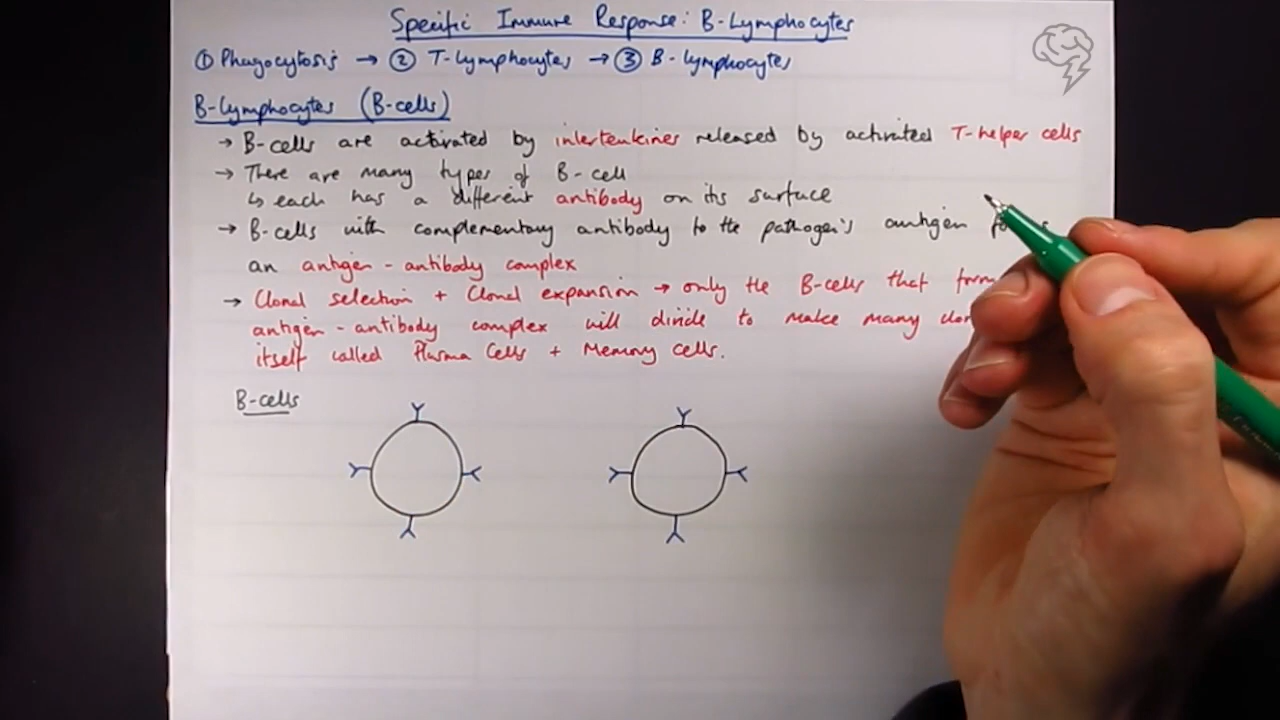 Specific Immune Response: B-Lymphocytes
① Phagocytosis → ② T-Lymphocytes → ③ B-lymphocytes
B-Lymphocytes (B-cells)
→ B-cells are activated by interleukines released by activated T-helper cells
→ There are many types of B-cell
↳ each has a different antibody on its surface
→ B-cells with complementary antibody to the pathogen's antigen
an antigen-antibody complex
→ Clonal selection + Clonal expansion → only the B-cells that
antigen-antibody complex will divide to make many
itself called Plasma Cells + Memory cells.
B-cells